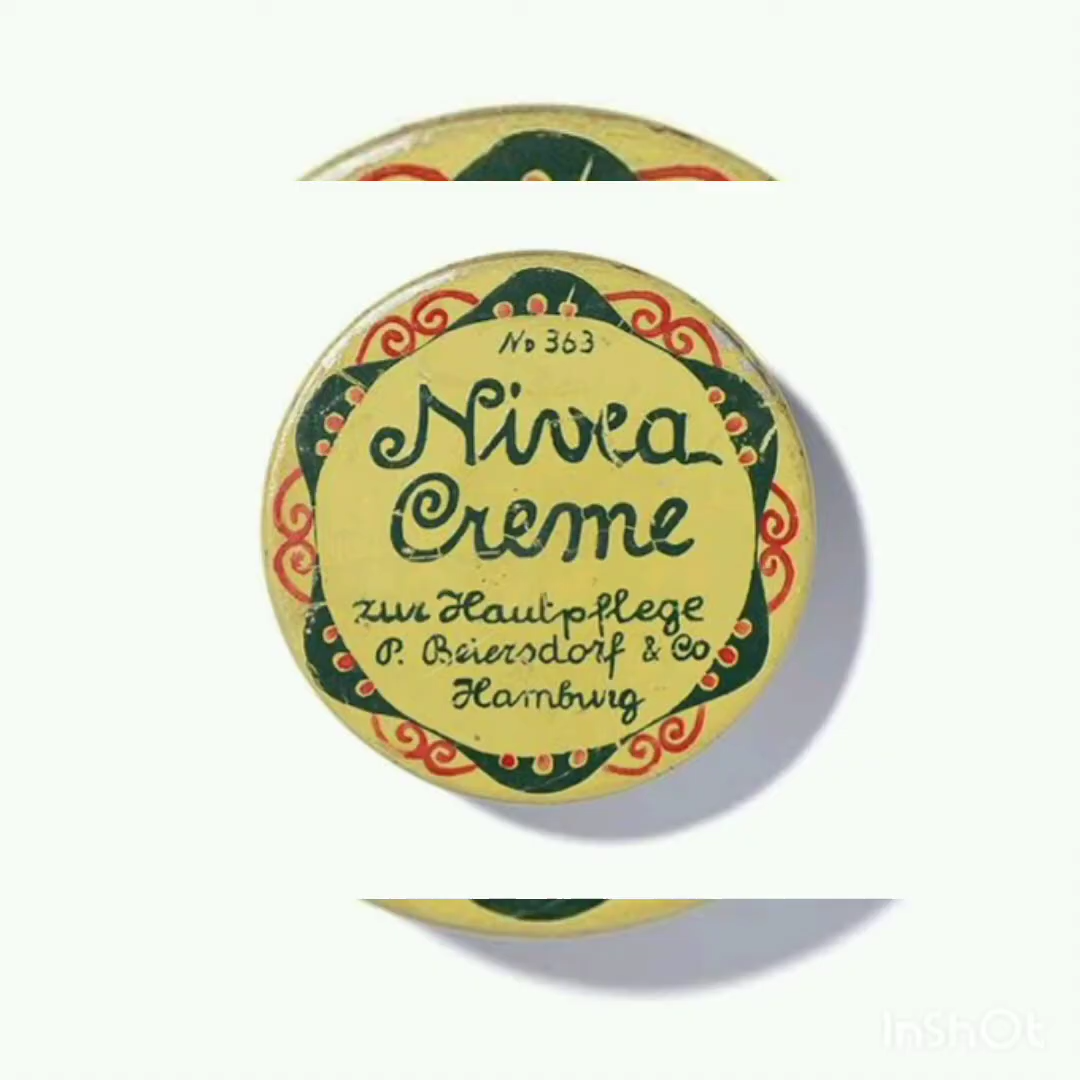 No 363
Nivea
Creme
zur Hautpflege
P. Beiersdorf & Co
Hamburg
InShOt